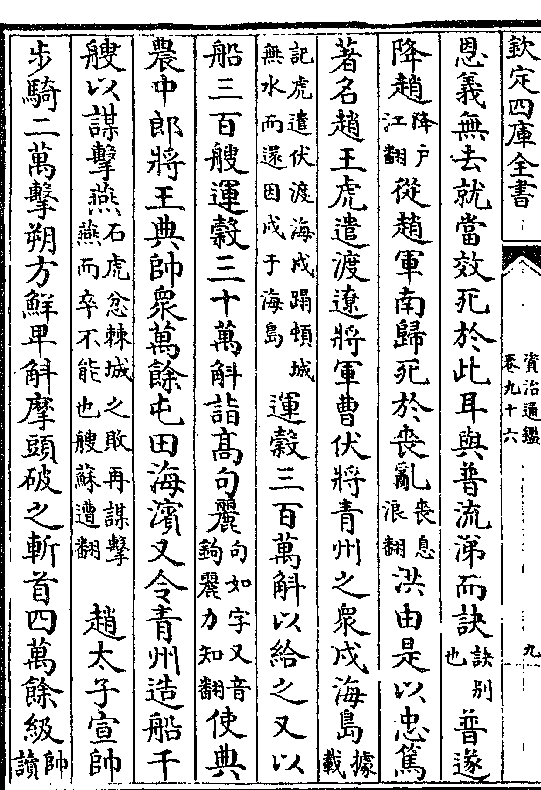 欽定四庫全書
資治通鑑
卷九十六
九
恩義無去就當效死於此耳與普流涕而訣訣别也普遂
降趙降户江翻從趙軍南歸死於喪亂喪息浪翻洪由是以忠篤
著名趙王虎遣渡遼將軍曹伏將青州之衆戍海島據載
記虎遣伏渡海戍蹋頓城無水而還因戍于海島運穀三百萬斛以給之又以
船三百艘運穀三十萬斛詣髙句麗句如字又音鉤麗力知翻使典
農中郎將王典帥衆萬餘屯田海濱又令青州造船千
艘以謀擊燕石虎忿棘城之敗再謀擊燕而卒不能也艘蘇遭翻趙太子宣帥
步騎二萬擊朔方鮮卑斛摩頭破之斬首四萬餘級帥讀